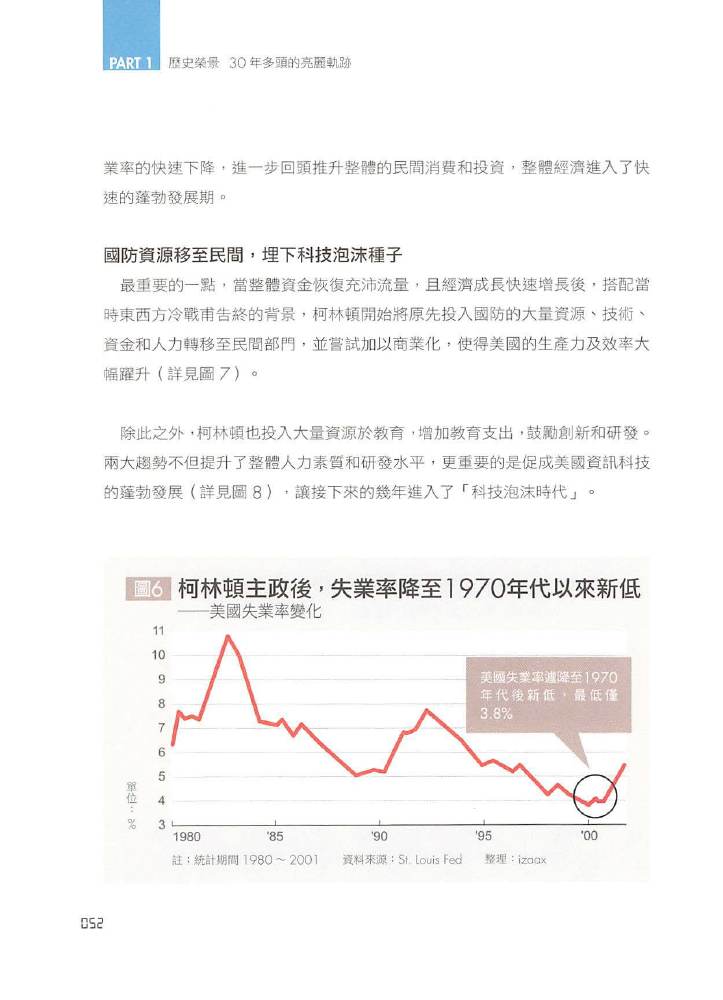 PART 1 歷史榮景 30年多頭的亮麗軌跡
業率的快速下降，進一步回頭推升整體的民間消費和投資，整體經濟進入了快
速的蓬勃發展期。
國防資源移至民間，埋下科技泡沫種子
最重要的一點，當整體資金恢復充沛流量，且經濟成長快速增長後，搭配當
時東西方冷戰甫告終的背景，柯林頓開始將原先投入國防的大量資源、技術、
資金和人力轉移至民間部門，並嘗試加以商業化，使得美國的生產力及效率大
幅躍升（詳見圖7）。
除此之外，柯林頓也投入大量資源於教育，增加教育支出，鼓勵創新和研發。
兩大趨勢不但提升了整體人力素質和研發水平，更重要的是促成美國資訊科技
的蓬勃發展（詳見圖8），讓接下來的幾年進入了「科技泡沫時代」。
圖6 柯林頓主政後，失業率降至1970年代以來新低
——美國失業率變化
11
10
9
8
7
6
5
4
3
單位：%
美國失業率遽降至1970
年代後新低，最低僅
3.8%
1980 '85 '90 '95 '00
註：統計期間1980～2001 資料來源：St. Louis Fed 整理：izaax
052